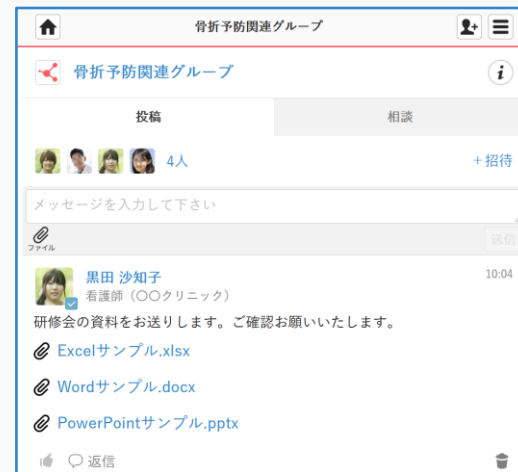 骨折予防関連グループ
骨折予防関連グループ
i
投稿
相談
4人
+招待
メッセージを入力して下さい
ファイル
送信
黒田 沙知子
10:04
看護師（〇〇クリニック）
研修会の資料をお送りします。ご確認お願いいたします。
Excelサンプル.xlsx
Wordサンプル.docx
PowerPointサンプル.pptx
返信